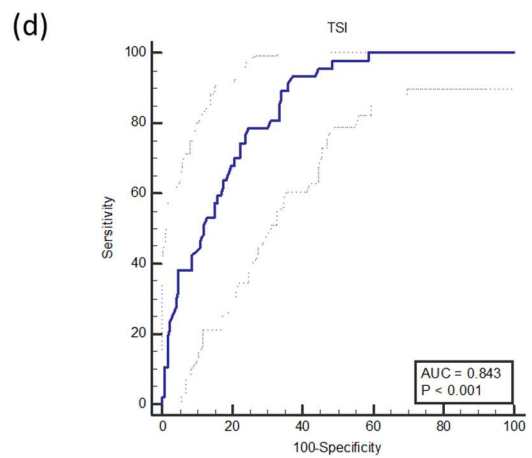 (d)
TSI
100
80
60
40
20
0
Sensitivity
AUC = 0.843
P < 0.001
0 20 40 60 80 100
100-Specificity